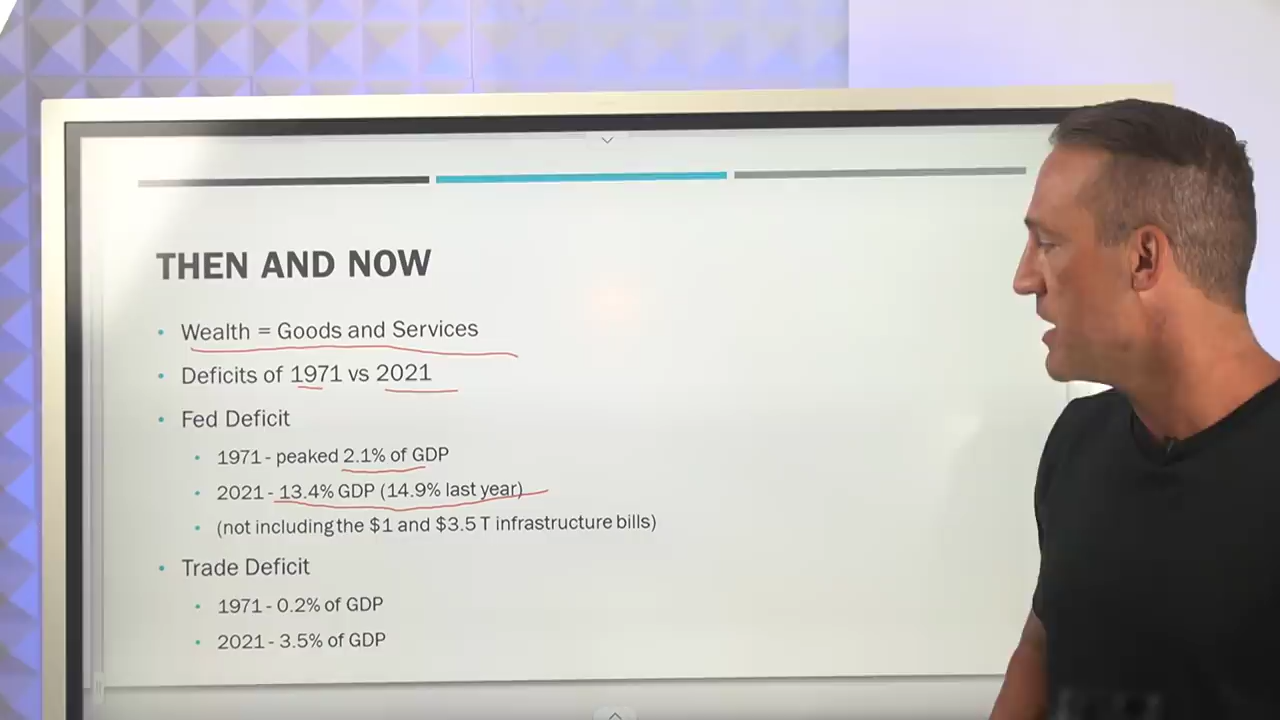 THEN AND NOW
• Wealth = Goods and Services
• Deficits of 1971 vs 2021
• Fed Deficit
• 1971 - peaked 2.1% of GDP
• 2021 - 13.4% GDP (14.9% last year)
• (not including the $1 and $3.5 T infrastructure bills)
• Trade Deficit
• 1971 - 0.2% of GDP
• 2021 - 3.5% of GDP